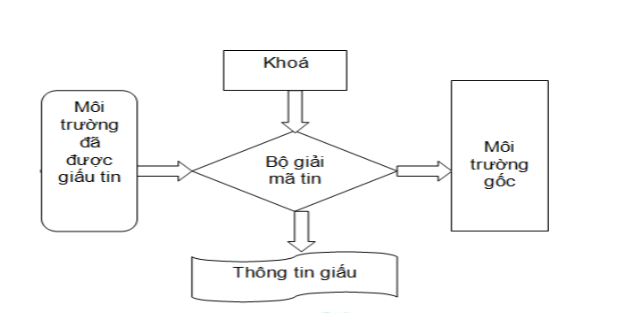 Khoá
Môi
trường
đã
được
giấu tin
Bộ giải
mã tin
Môi
trường
gốc
Thông tin giấu